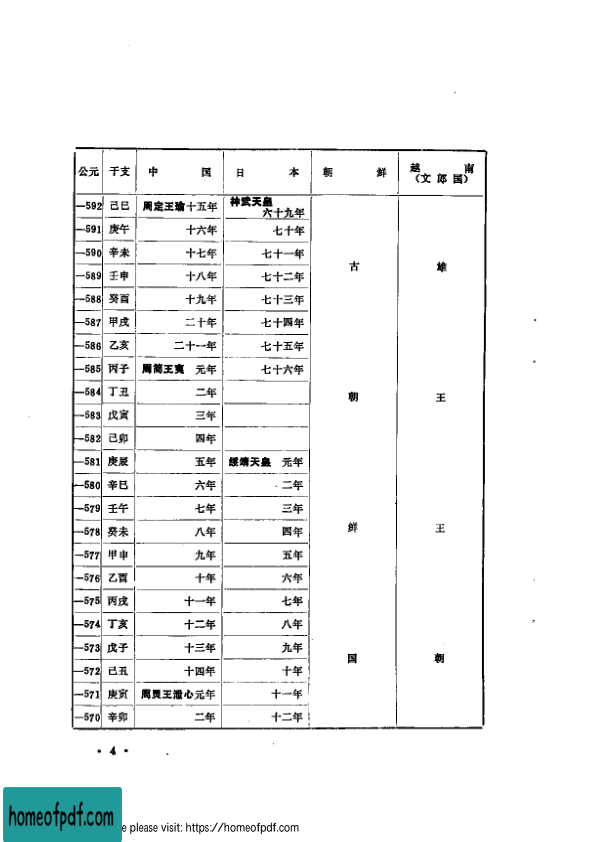 公元 干支 中 国 日 本 朝 鲜 越 南
（文 郎 国）
—592 己巳 周定王瑜十五年 神武天皇
六十九年
—591 庚午 十六年 七十年
—590 辛未 十七年 七十一年
古 雄
—589 壬申 十八年 七十二年
—588 癸酉 十九年 七十三年
—587 甲戌 二十年 七十四年
—586 乙亥 二十一年 七十五年
—585 丙子 周简王夷 元年 七十六年
—584 丁丑 二年 朝 王
—583 戊寅 三年
—582 己卯 四年
—581 庚辰 五年 绥靖天皇 元年
—580 辛巳 六年 二年
—579 壬午 七年 三年
—578 癸未 八年 四年 鲜 王
—577 甲申 九年 五年
—576 乙酉 十年 六年
—575 丙戌 十一年 七年
—574 丁亥 十二年 八年
—573 戊子 十三年 九年
国 朝
—572 己丑 十四年 十年
—571 庚寅 周灵王泄心元年 十一年
—570 辛卯 二年 十二年
· 4 ·
homeofpdf.com
e please visit: https://homeofpdf.com